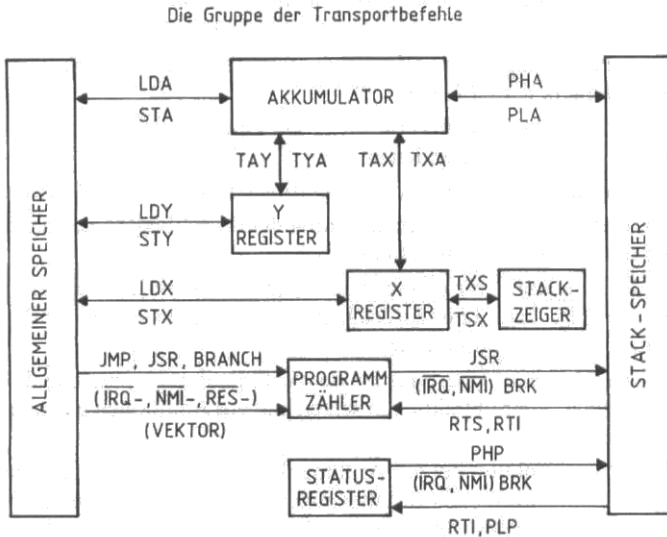 Die Gruppe der Transportbefehle
LDA
STA
AKKUMULATOR
PHA
PLA
TAY TYA TAX TXA
LDY
STY
Y
REGISTER
LDX
STX
X
REGISTER
TXS
TSX
STACK-
ZEIGER
ALLGEMEINER SPEICHER
STACK-SPEICHER
JMP, JSR, BRANCH
(IRQ-, NMI-, RES-)
(VEKTOR)
PROGRAMM
ZÄHLER
JSR
(IRQ, NMI) BRK
RTS, RTI
STATUS-
REGISTER
PHP
(IRQ, NMI) BRK
RTI, PLP